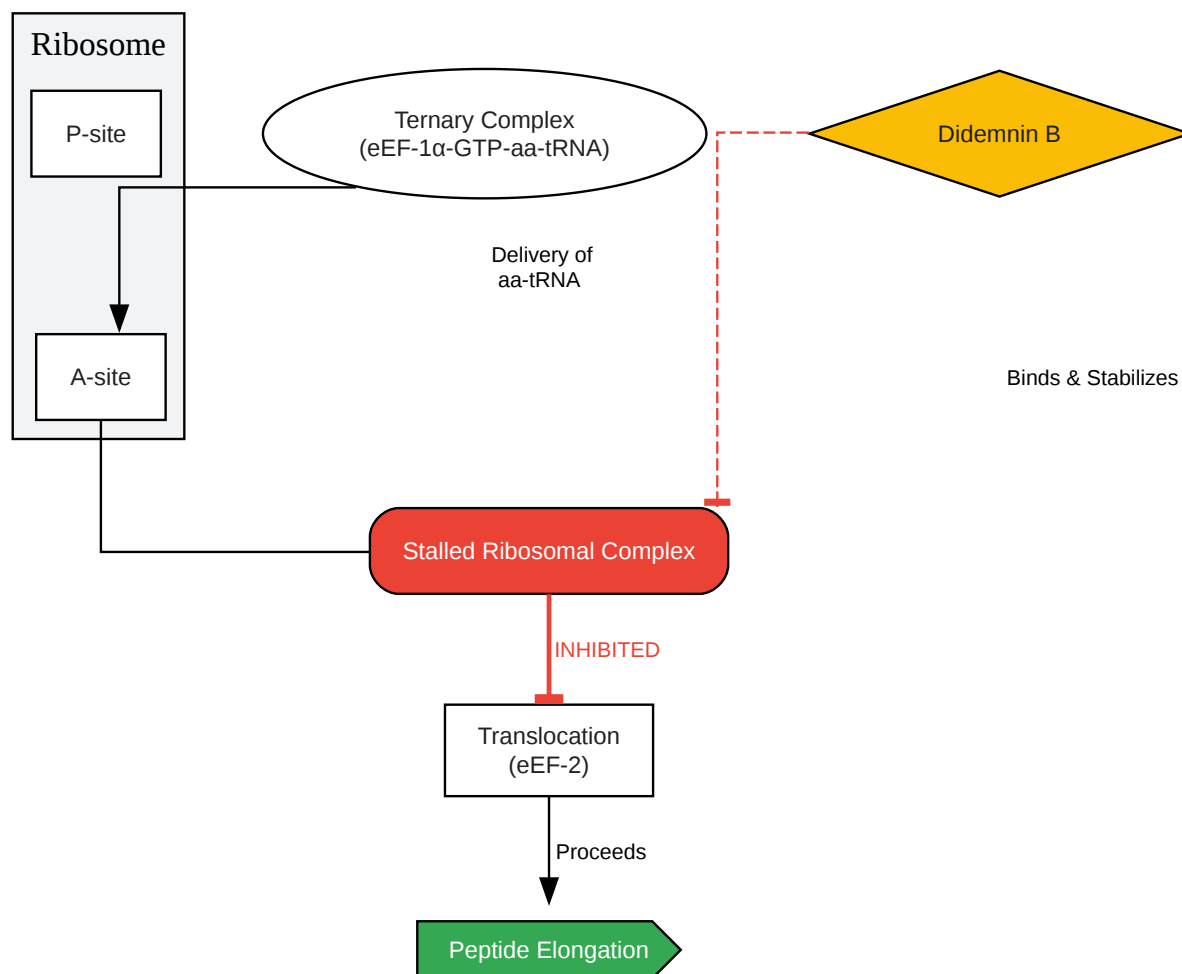 Ribosome
P-site
Ternary Complex
(eEF-1α-GTP-aa-tRNA)
Didemnin B
Delivery of
aa-tRNA
A-site
Binds & Stabilizes
Stalled Ribosomal Complex
INHIBITED
Translocation
(eEF-2)
Proceeds
Peptide Elongation